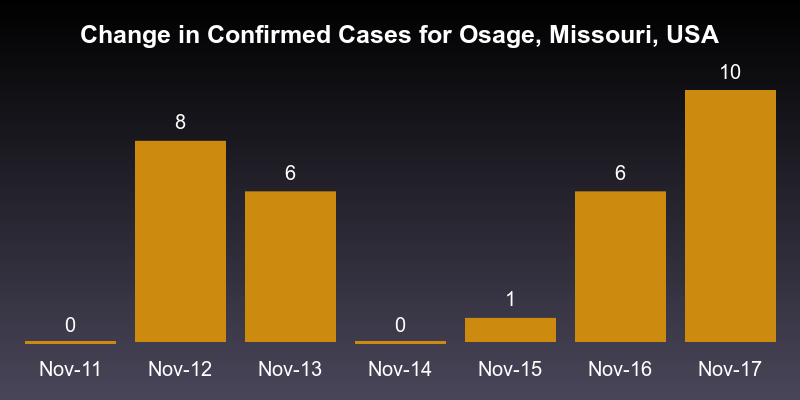 Change in Confirmed Cases for Osage, Missouri, USA
0
8
6
0
1
6
10
Nov-11
Nov-12
Nov-13
Nov-14
Nov-15
Nov-16
Nov-17